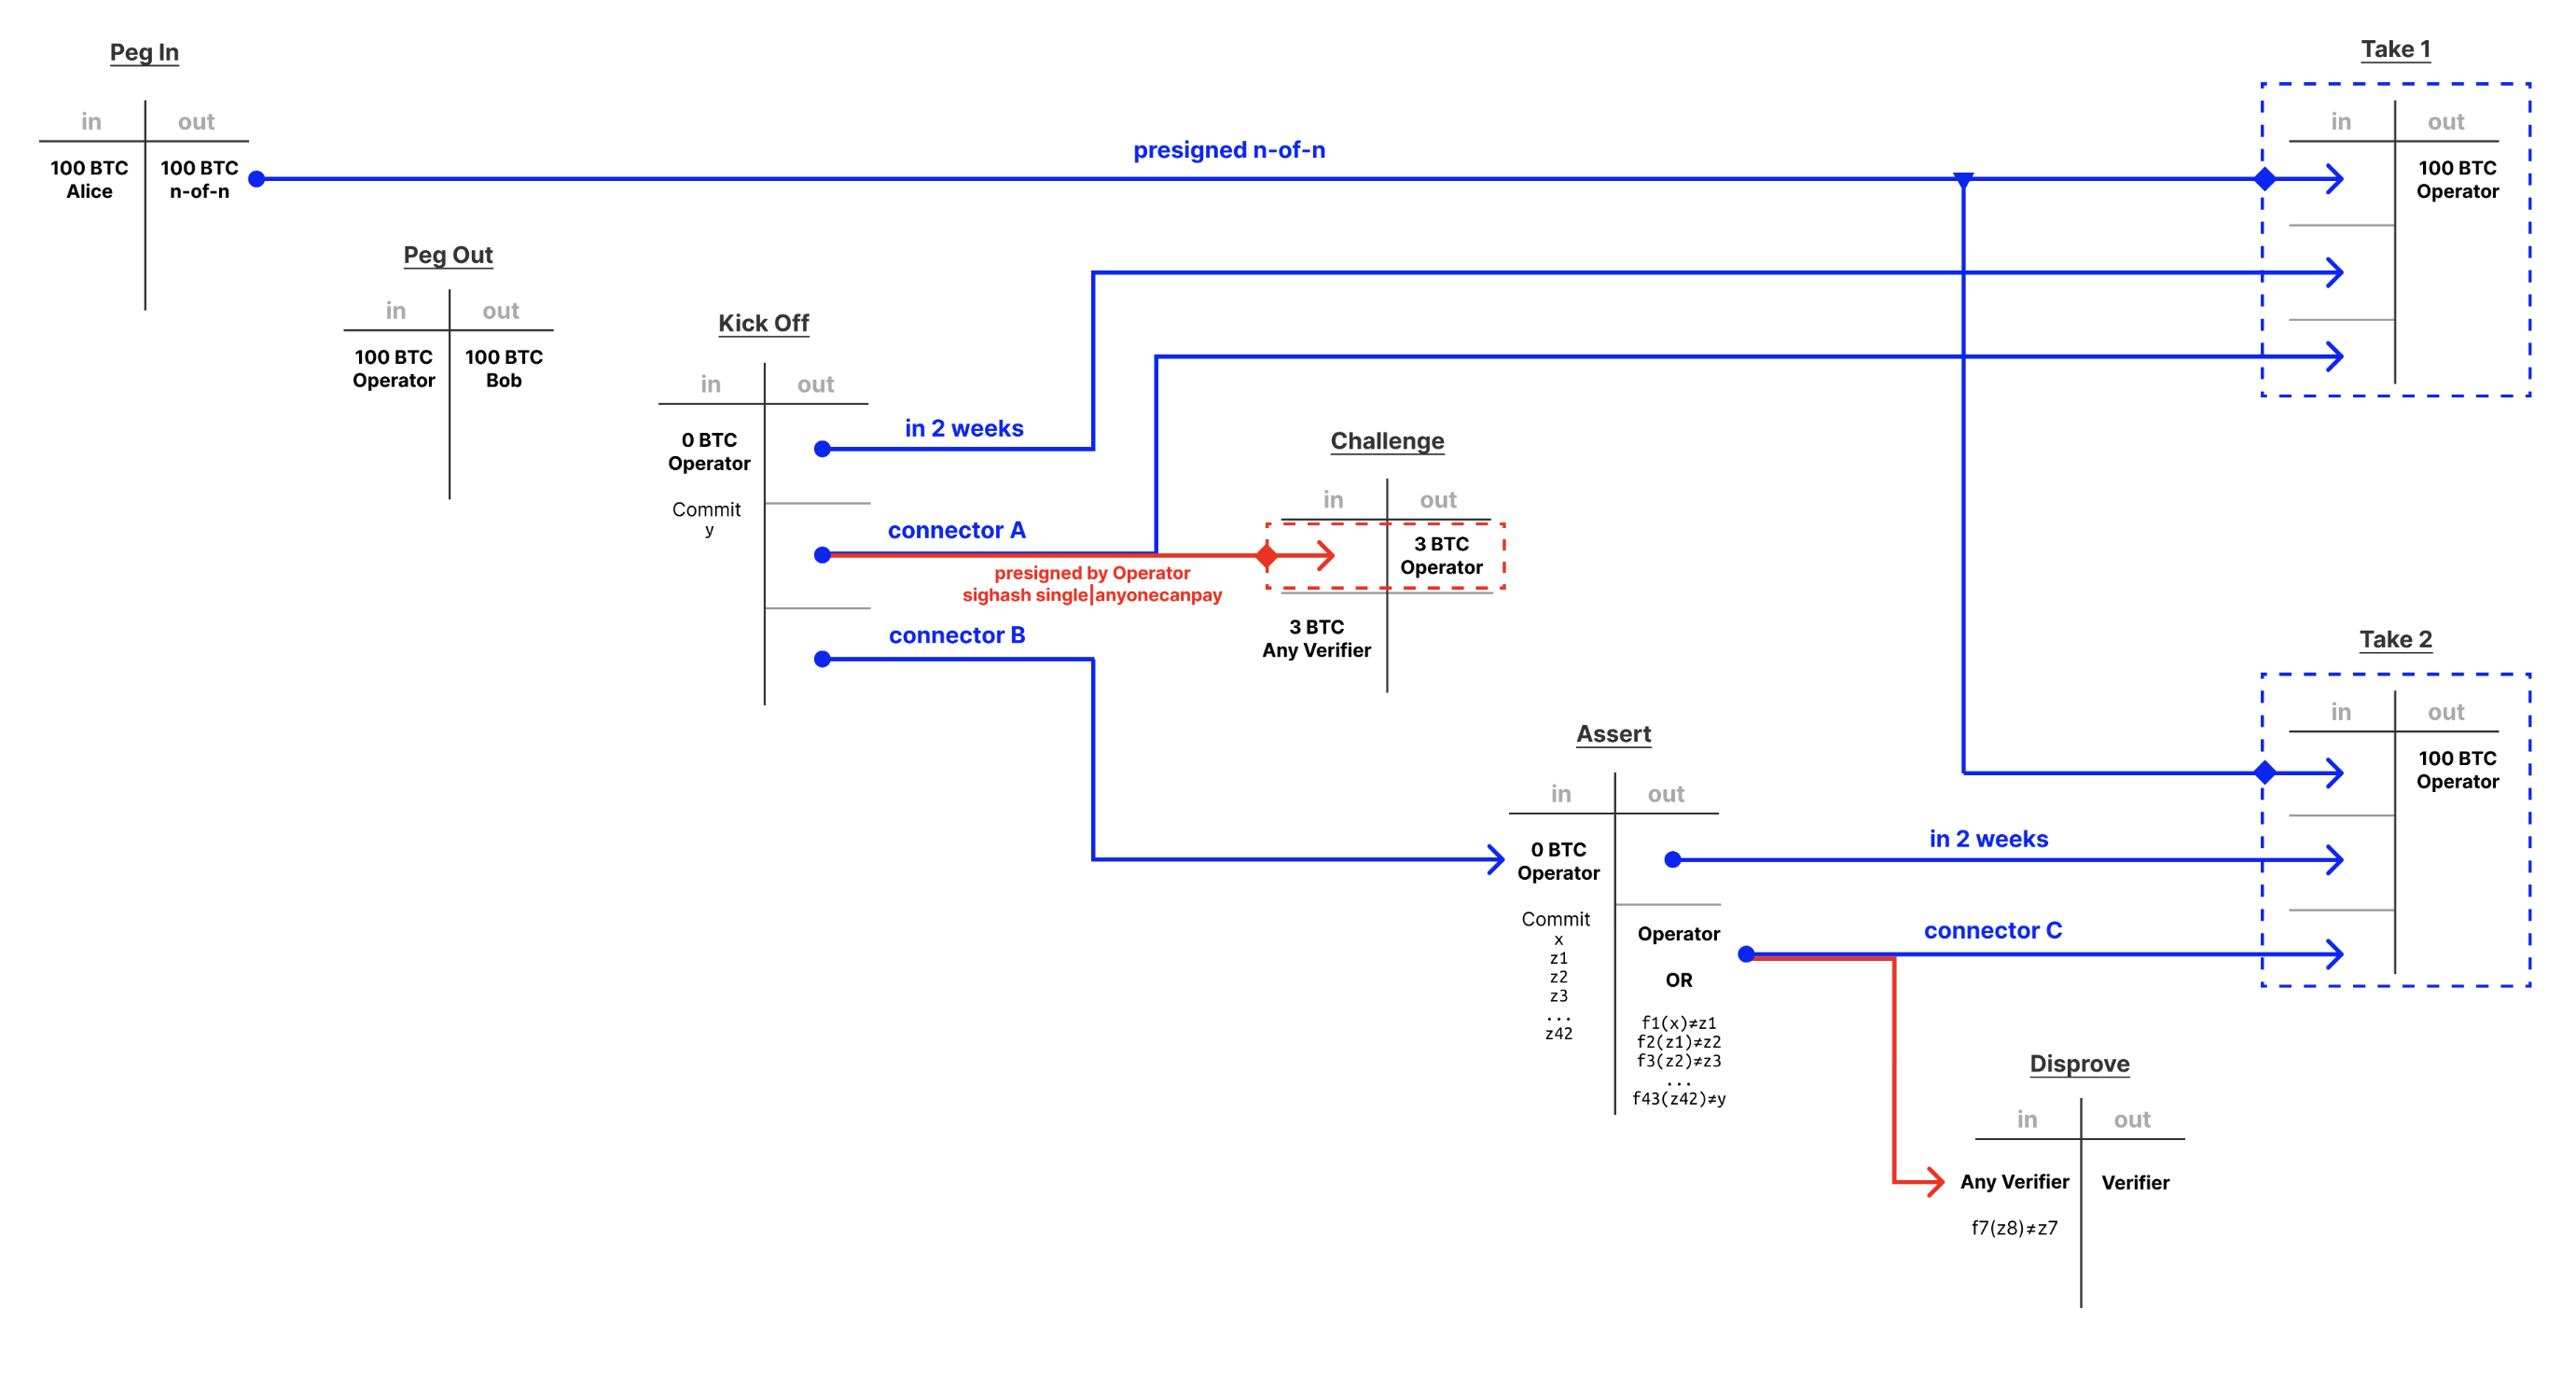 Peg In
in out
100 BTC 100 BTC
Alice n-of-n
presigned n-of-n
Take 1
in out
100 BTC
Operator
Peg Out
in out
100 BTC 100 BTC
Operator Bob
Kick Off
in out
0 BTC
Operator
Commit
y
in 2 weeks
connector A
presigned by Operator
sighash single|anyonecanpay
connector B
Challenge
in out
3 BTC
Operator
3 BTC
Any Verifier
Take 2
in out
100 BTC
Operator
Assert
in out
0 BTC
Operator
Commit
x
z1
z2
z3
...
z42
Operator
OR
f1(x)≠z1
f2(z1)≠z2
f3(z2)≠z3
...
f43(z42)≠y
in 2 weeks
connector C
Disprove
in out
Any Verifier Verifier
f7(z8)≠z7